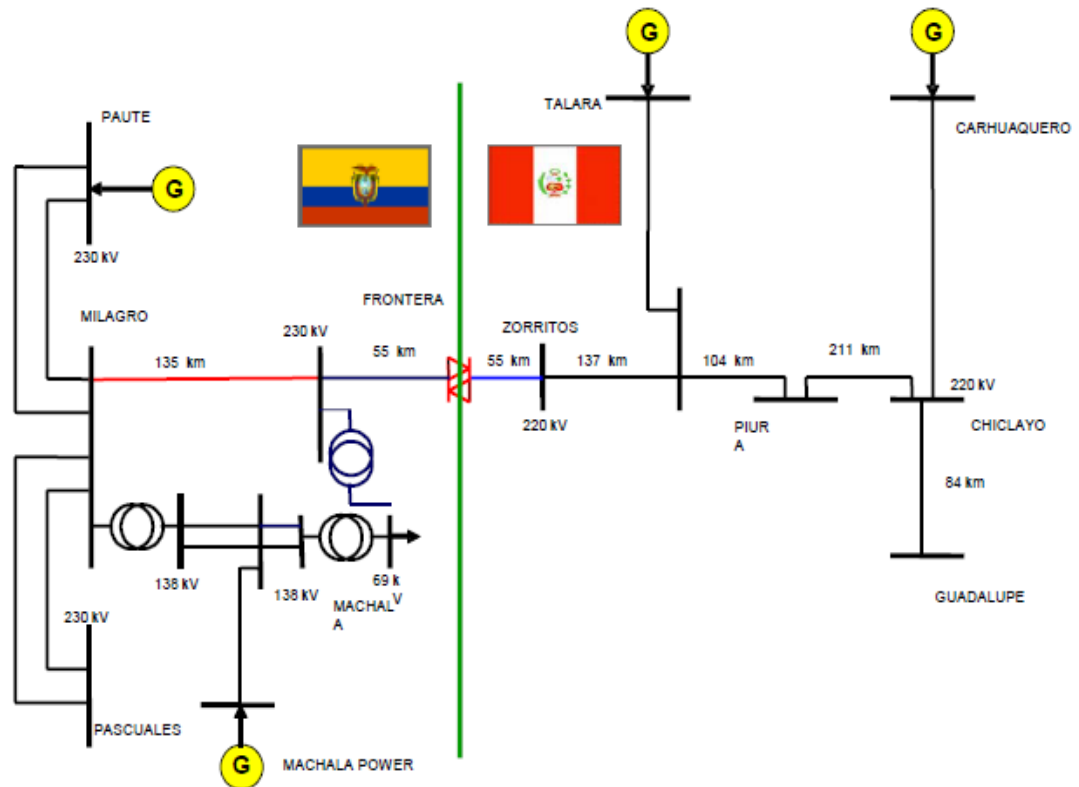 G
G
TALARA
CARHUAQUERO
PAUTE
G
230 kV
MILAGRO
FRONTERA
230 kV
ZORRITOS
135 km
55 km
55 km
137 km
104 km
211 km
220 kV
220 kV
PIUR
A
CHICLAYO
84 km
138 kV
138 kV
69 k
V
MACHAL
A
GUADALUPE
230 kV
PASCUALES
G
MACHALA POWER